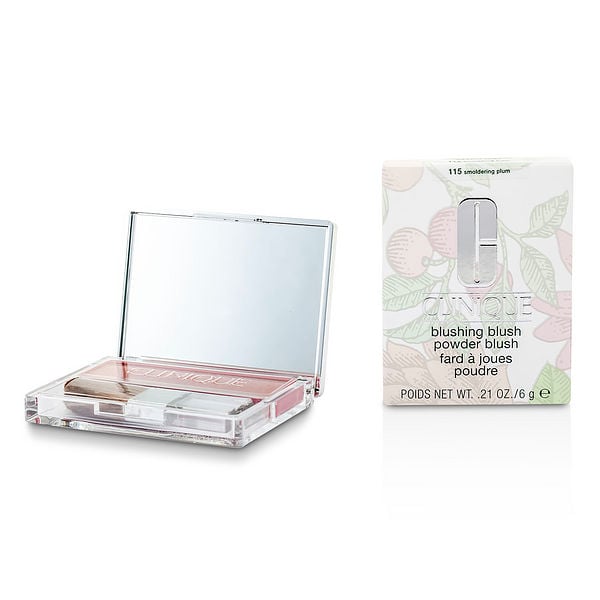 CLINIQUE
115 smoldering plum
CLINIQUE
blushing blush
powder blush
fard à joues
poudre
POIDS NET WT. .21 OZ./6 g ℮